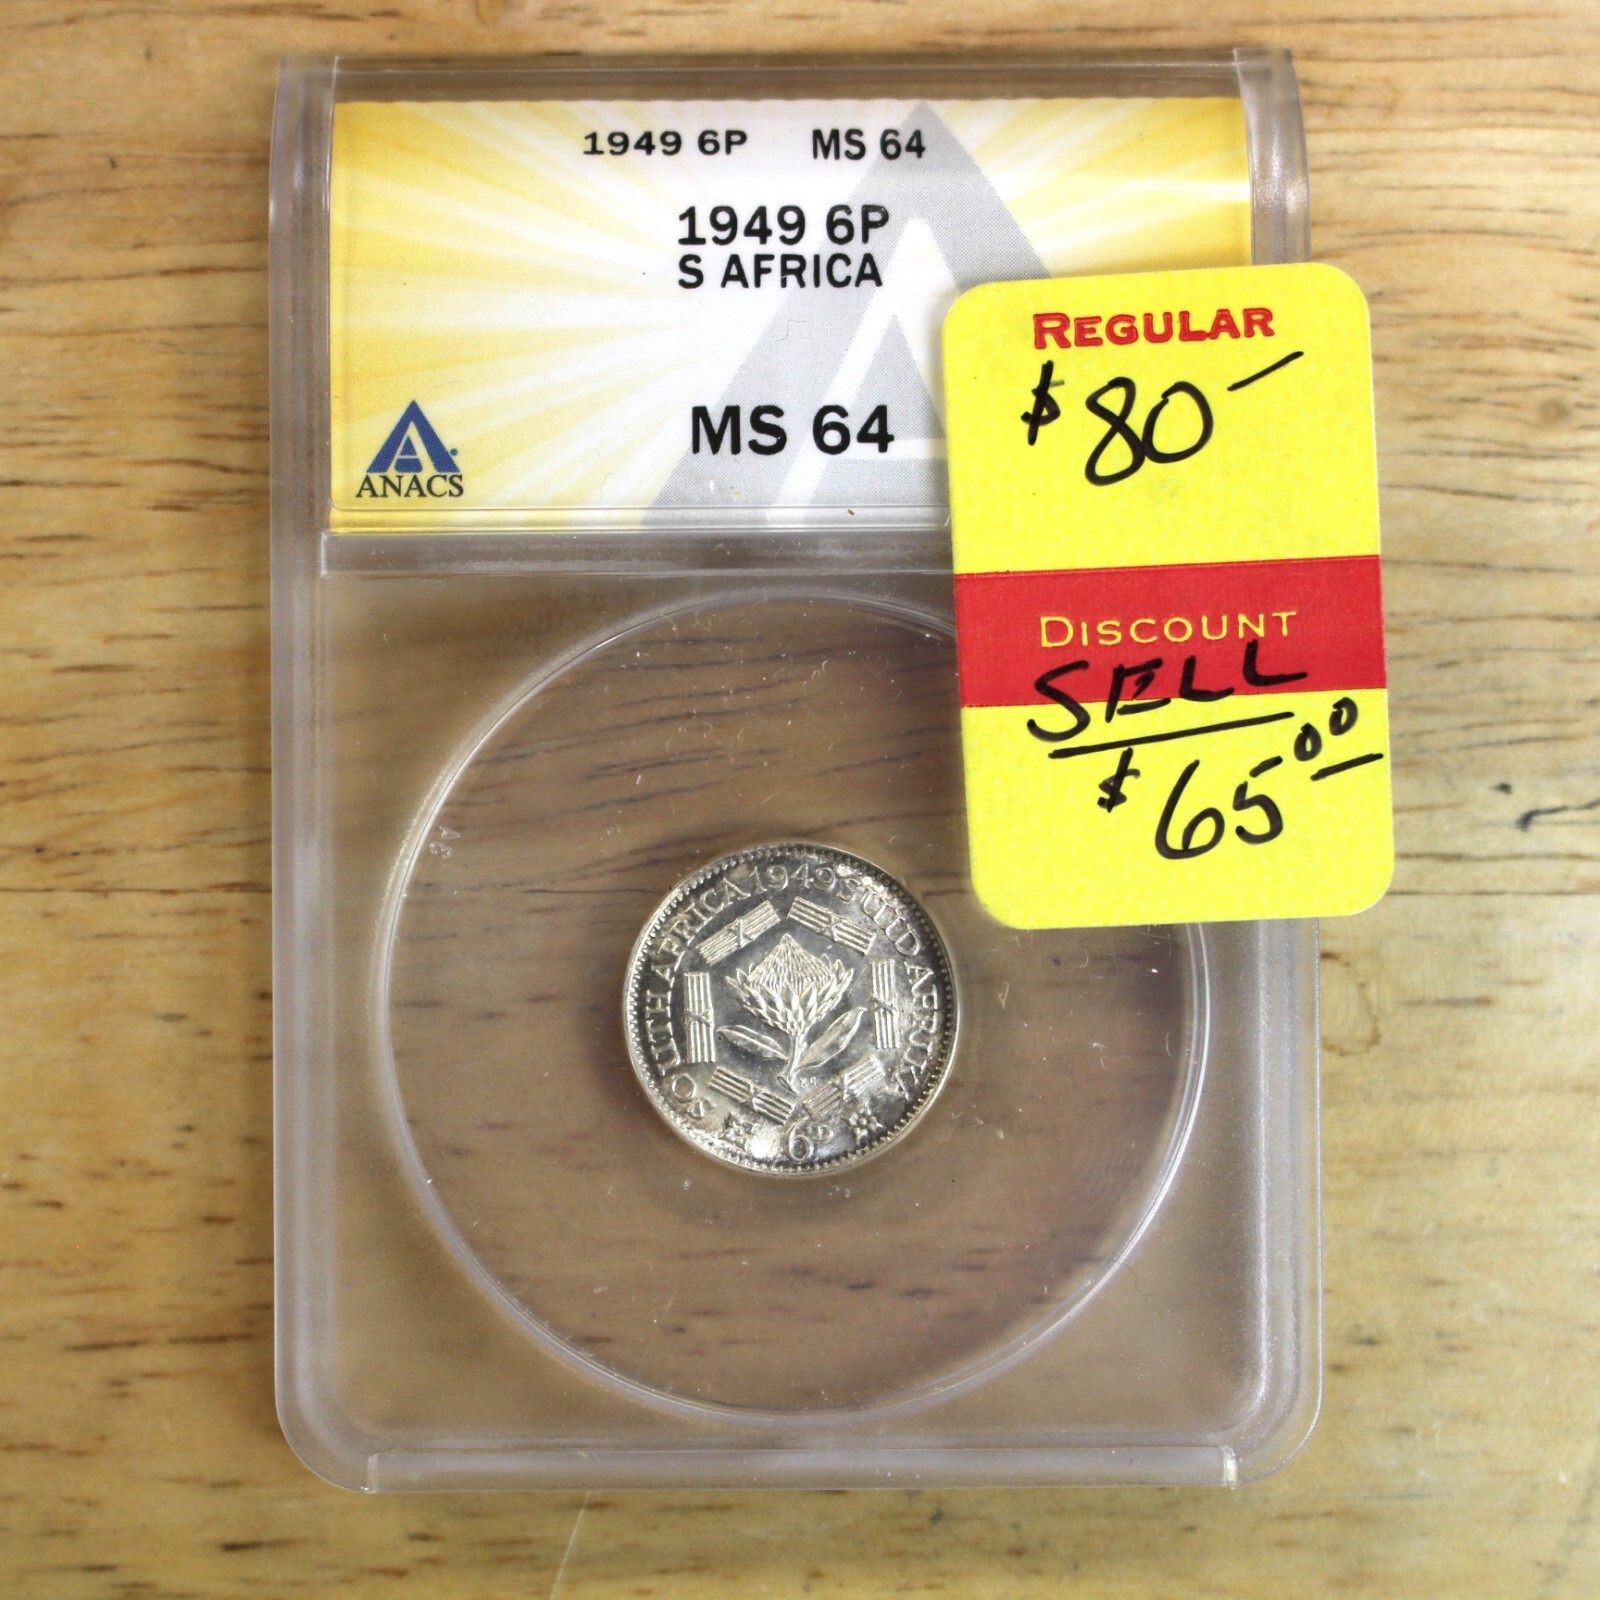 1949 6P MS 64
1949 6P
S AFRICA
MS 64
ANACS
REGULAR
$80-
DISCOUNT
SELL
$65.00
SOUTH AFRICA 1949 SUID AFRIKA
KG
6D